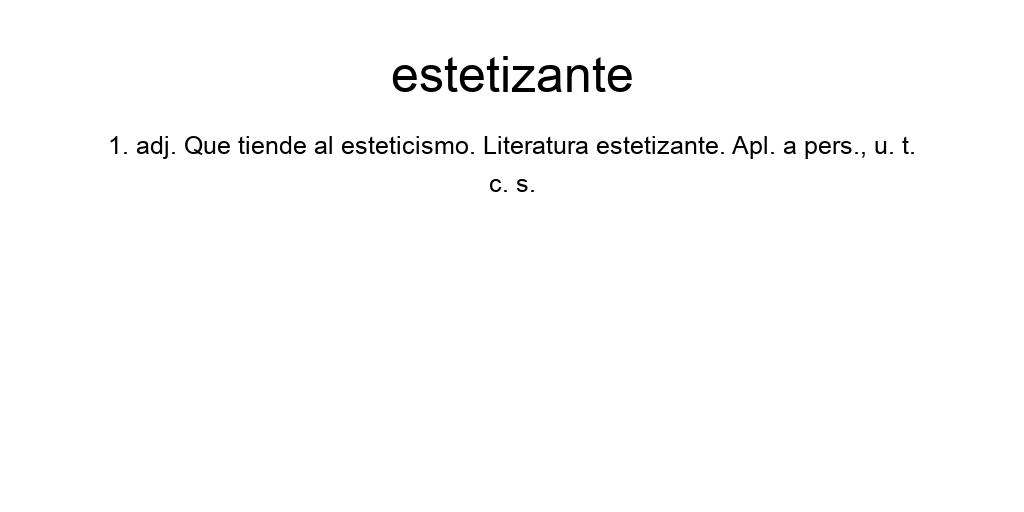 estetizante
1. adj. Que tiende al esteticismo. Literatura estetizante. Apl. a pers., u. t.
c. s.